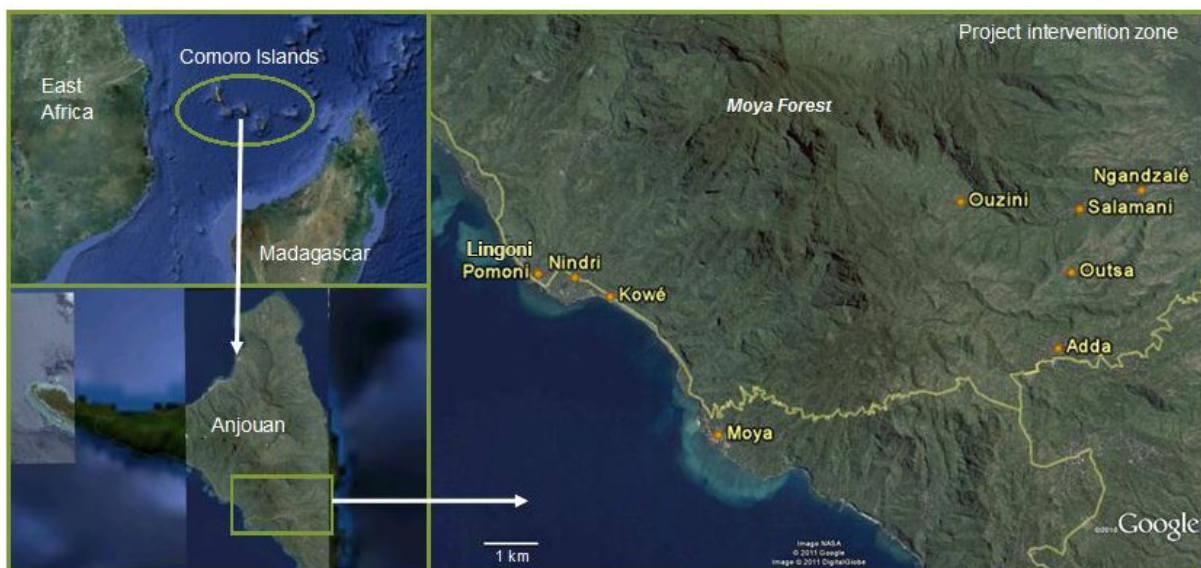 Comoro Islands
East
Africa
Madagascar
Anjouan
Project intervention zone
Moya Forest
Ngandzalé
Ouzini
Salamani
Lingoni
Pomoni
Nindri
Outsa
Kowé
Adda
Moya
1 km
Image NASA
© 2011 Google
Image © 2011 DigitalGlobe
©2010 Google